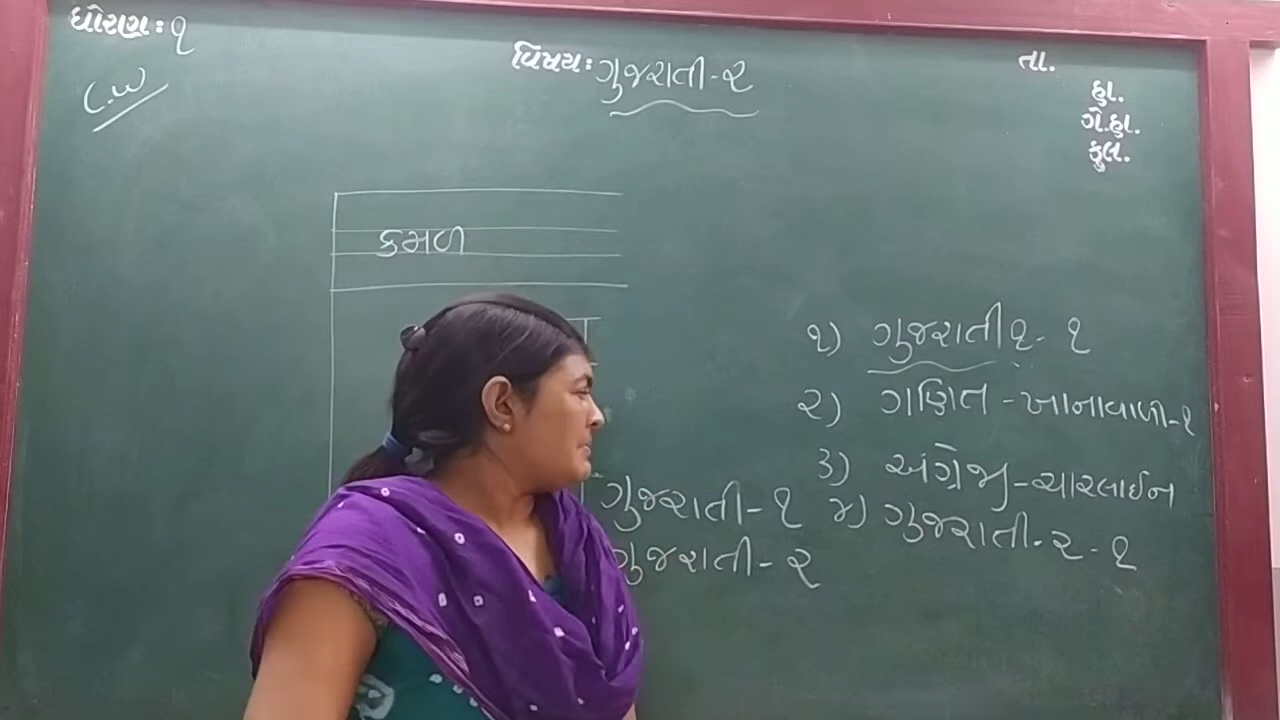 ધોરણ: ૧
C.W
વિષય: ગુજરાતી-૨
તા.
હા.
ગે.હા.
કુલ.
કમળ
૧) ગુજરાતી ૧- ૧
૨) ગણિત - ખાનાવાળી-૧
૩) અંગ્રેજી-ચારલાઈન
૪) ગુજરાતી-૨-૧
ગુજરાતી-૧
ગુજરાતી-૨